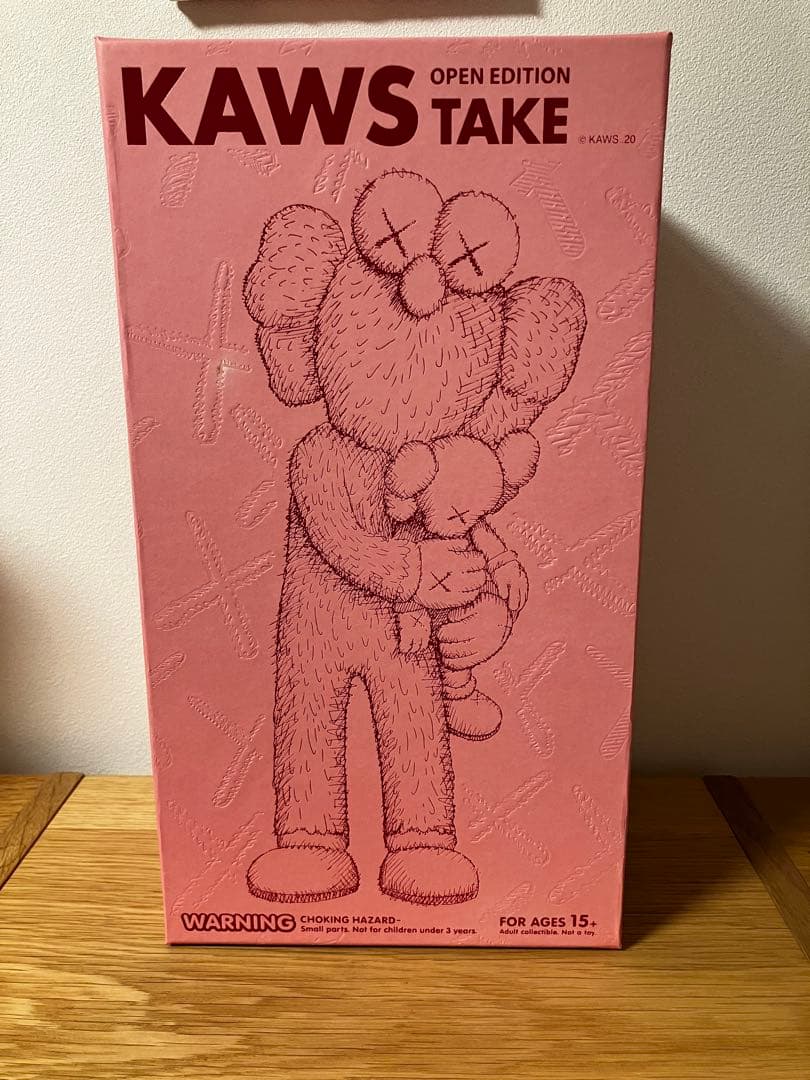 KAWS OPEN EDITION
TAKE © KAWS..20
WARNING CHOKING HAZARD-
Small parts. Not for children under 3 years.
FOR AGES 15+
Adult collectible. Not a toy.